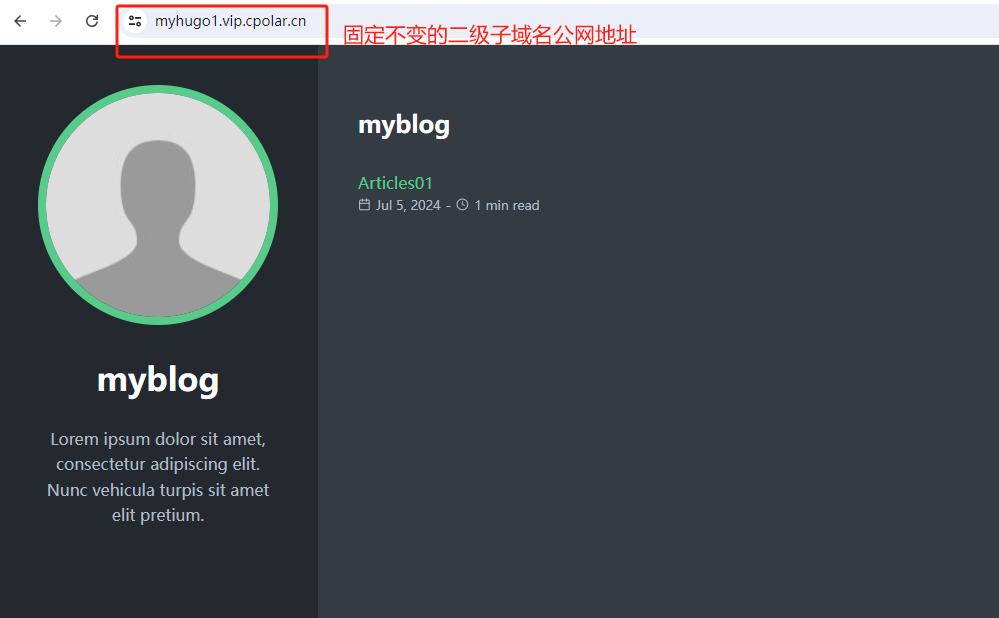 myhugo1.vip.cpolar.cn
固定不变的二级子域名公网地址
myblog
Lorem ipsum dolor sit amet,
consectetur adipiscing elit.
Nunc vehicula turpis sit amet
elit pretium.
myblog
Articles01
Jul 5, 2024 - 1 min read